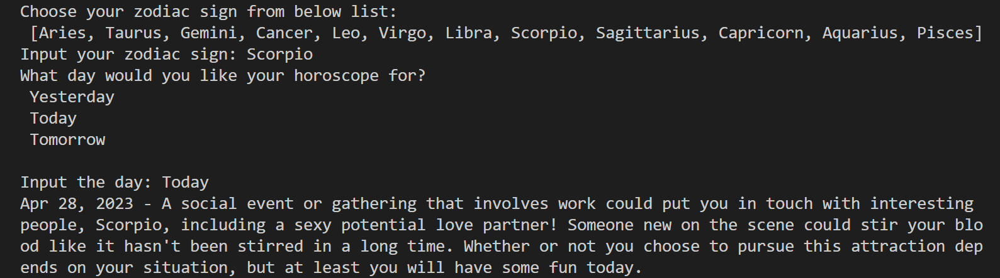 Choose your zodiac sign from below list:
[Aries, Taurus, Gemini, Cancer, Leo, Virgo, Libra, Scorpio, Sagittarius, Capricorn, Aquarius, Pisces]
Input your zodiac sign: Scorpio
What day would you like your horoscope for?
Yesterday
Today
Tomorrow
Input the day: Today
Apr 28, 2023 - A social event or gathering that involves work could put you in touch with interesting
people, Scorpio, including a sexy potential love partner! Someone new on the scene could stir your blo
od like it hasn't been stirred in a long time. Whether or not you choose to pursue this attraction dep
ends on your situation, but at least you will have some fun today.